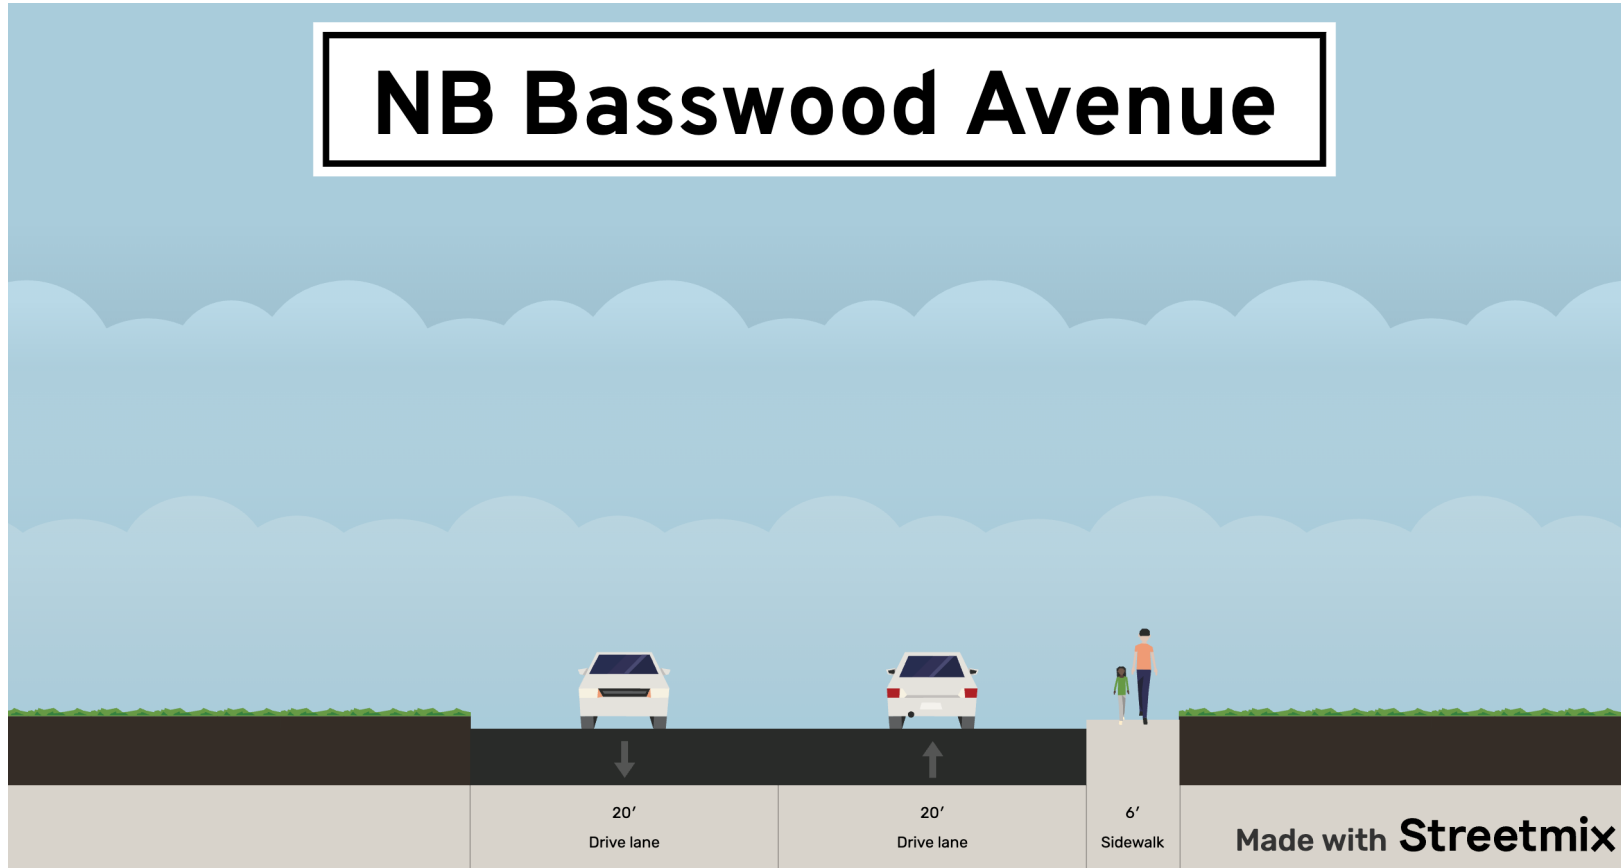 NB Basswood Avenue
20′
Drive lane
20′
Drive lane
6′
Sidewalk
Made with Streetmix